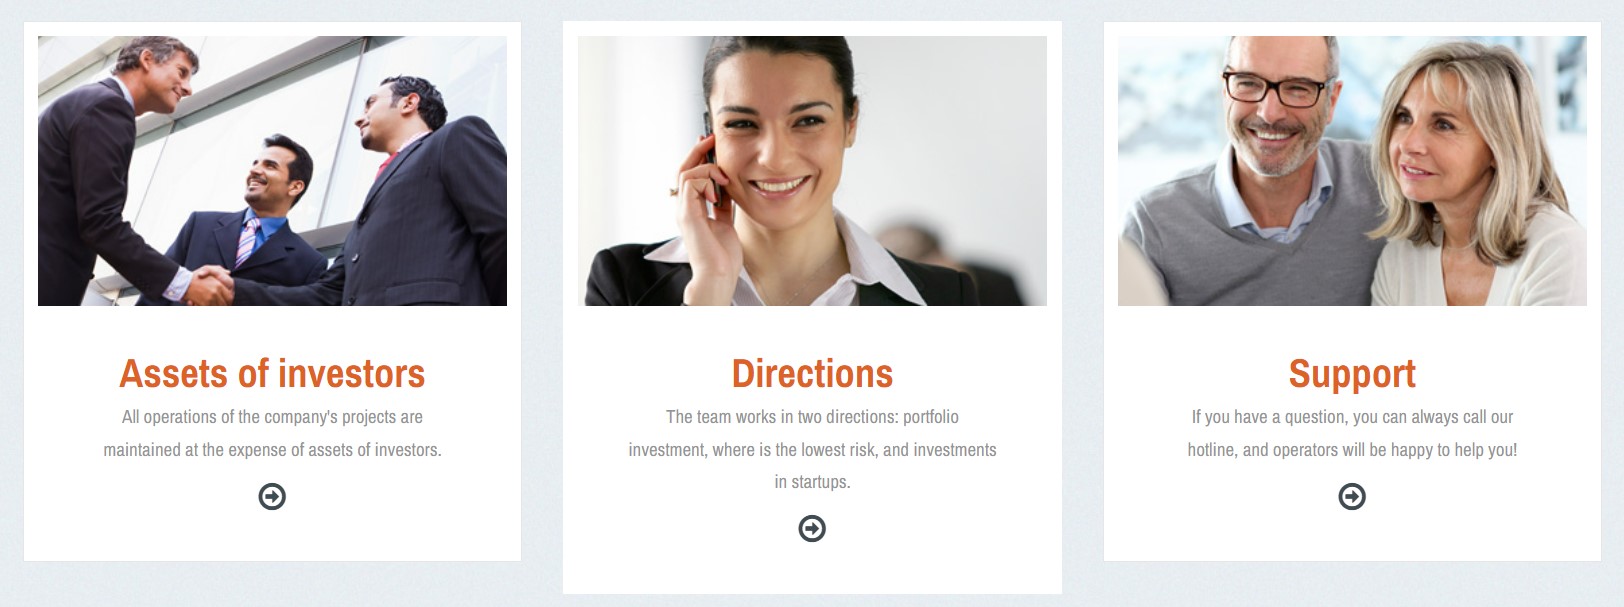 Assets of investors
All operations of the company's projects are
maintained at the expense of assets of investors.
Directions
The team works in two directions: portfolio
investment, where is the lowest risk, and investments
in startups.
Support
If you have a question, you can always call our
hotline, and operators will be happy to help you!